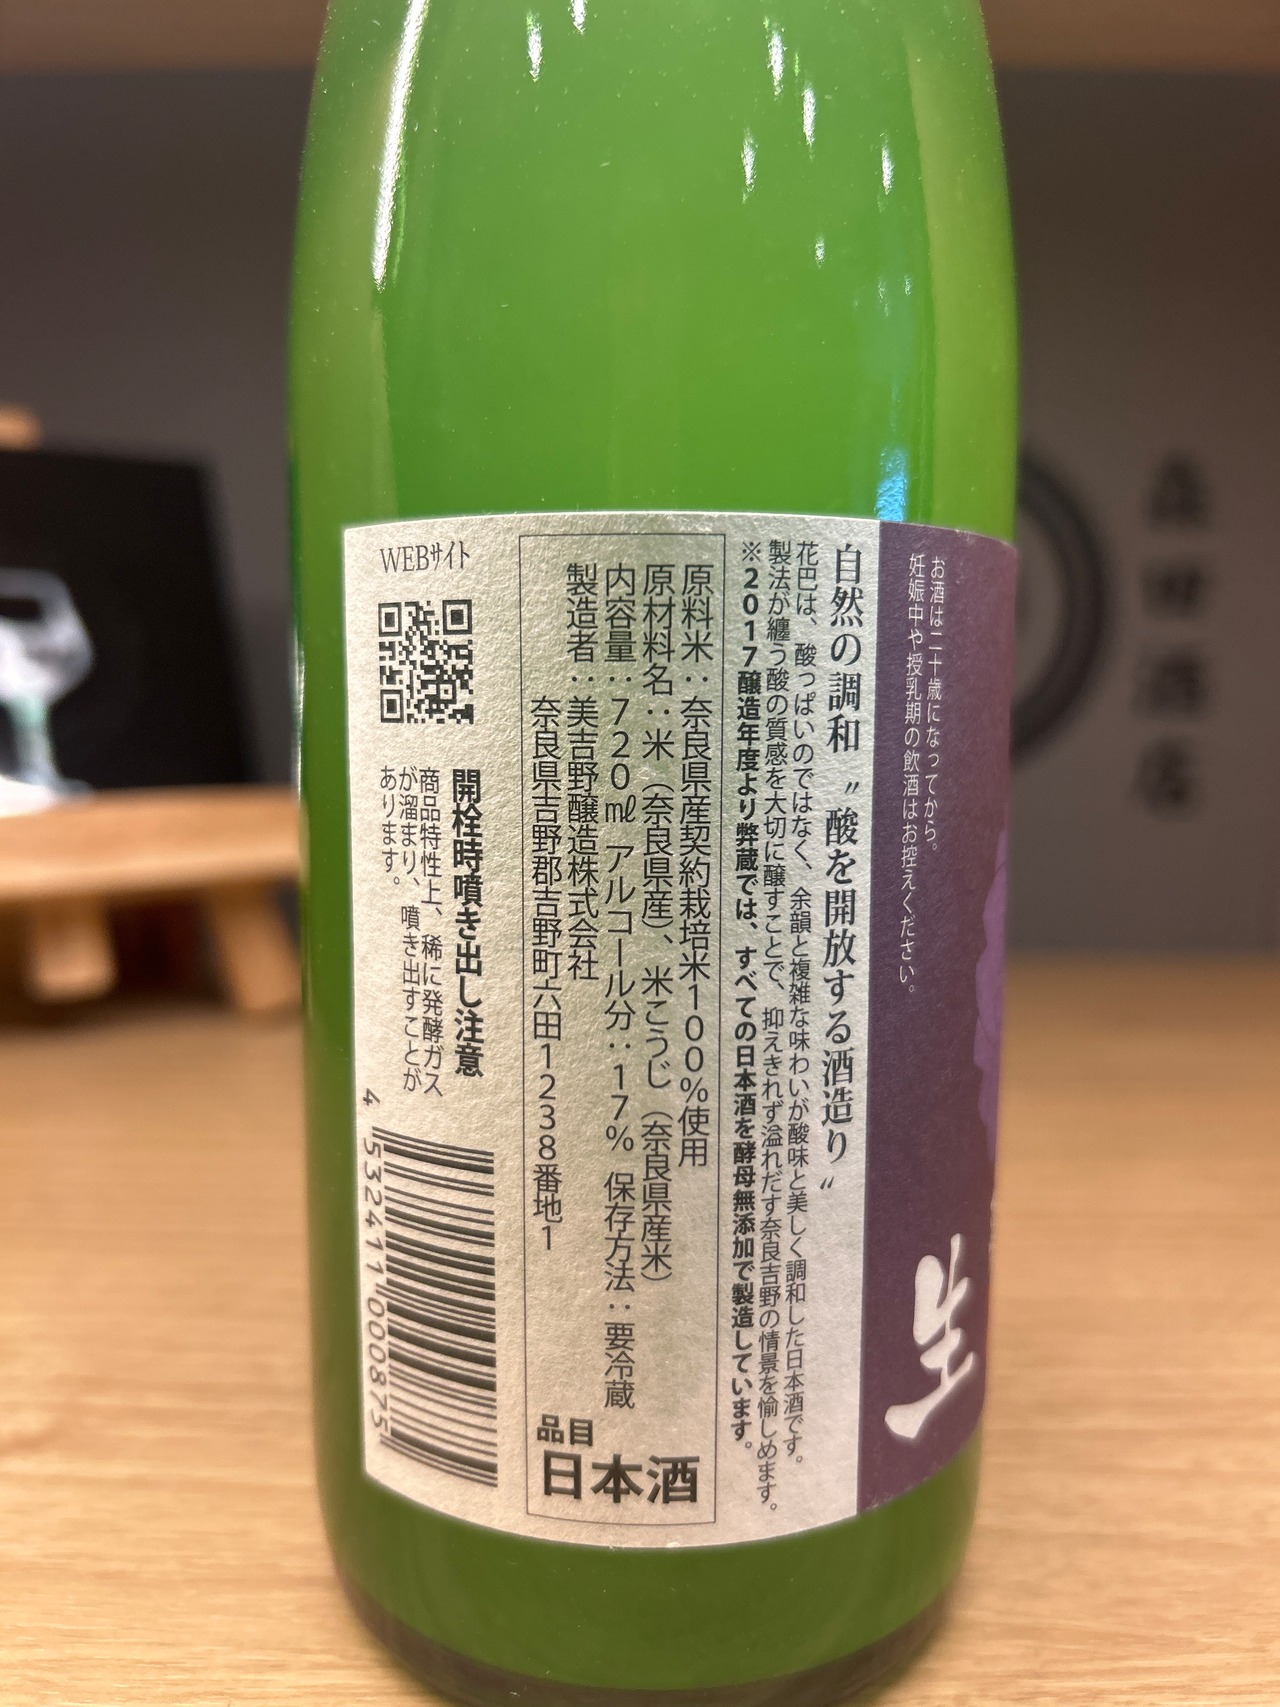 お酒は二十歳になってから。
妊娠中や授乳期の飲酒はお控えください。
生
自然の調和〝酸を開放する酒造り〟
花巴は、酸っぱいのではなく、余韻と複雑な味わいが酸味と美しく調和した日本酒です。
製法が纏う酸の質感を大切に醸すことで、抑えきれず溢れだす奈良吉野の情景を愉しめます。
※2017醸造年度より弊蔵では、すべての日本酒を酵母無添加で製造しています。
原料米：奈良県産契約栽培米100%使用
原材料名：米（奈良県産）、米こうじ（奈良県産米）
内容量：720㎖ アルコール分：17% 保存方法：要冷蔵
製造者：美吉野醸造株式会社
奈良県吉野郡吉野町六田1238番地1
品目
日本酒
WEBサイト
開栓時噴き出し注意
商品特性上、稀に発酵ガス
が溜まり、噴き出すことが
あります。
4 532411 000875
酒店